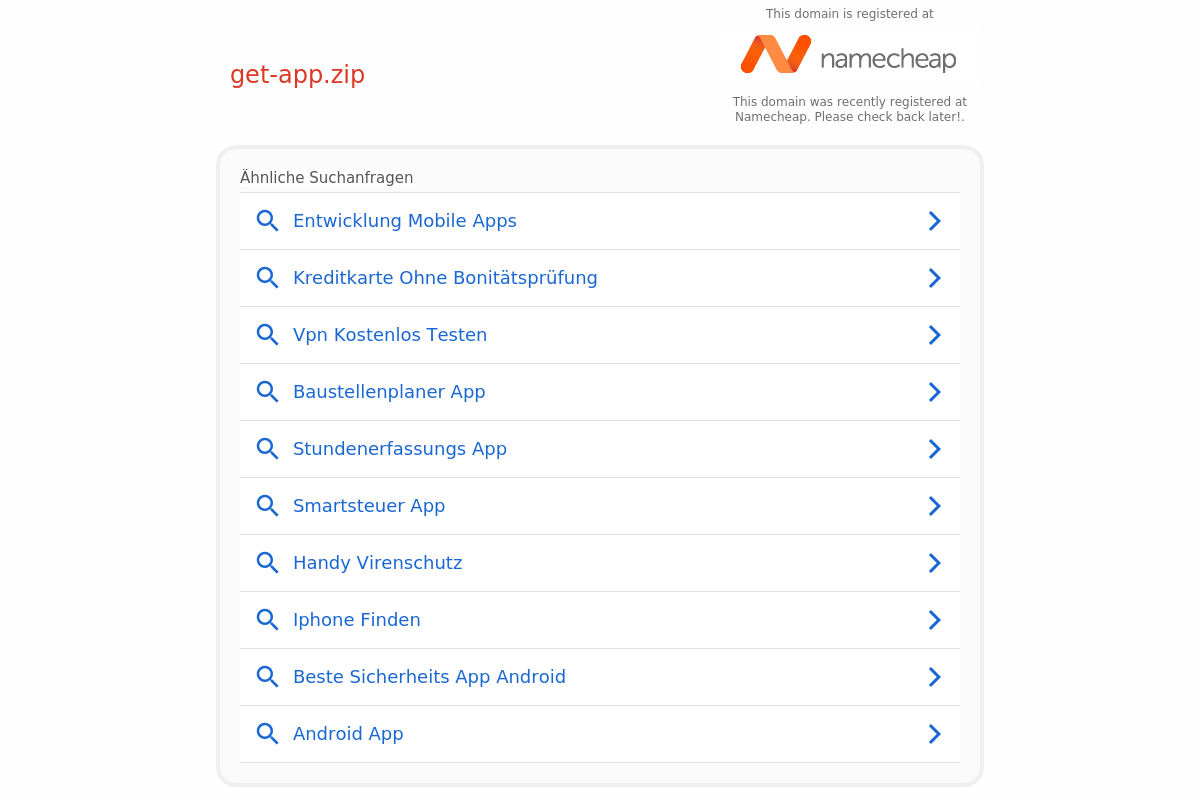 This domain is registered at
namecheap
get-app.zip
This domain was recently registered at
Namecheap. Please check back later!.
Ähnliche Suchanfragen
Entwicklung Mobile Apps
Kreditkarte Ohne Bonitätsprüfung
Vpn Kostenlos Testen
Baustellenplaner App
Stundenerfassungs App
Smartsteuer App
Handy Virenschutz
Iphone Finden
Beste Sicherheits App Android
Android App